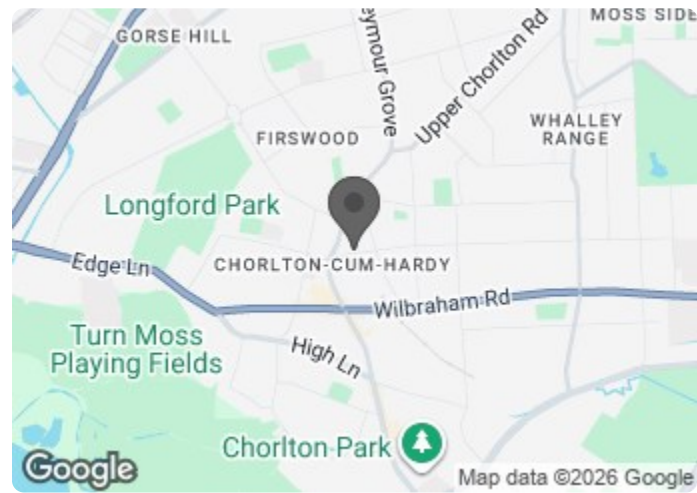 MOSS SIDE
GORSE HILL
eymour Grove
Upper Chorlton Rd
WHALLEY
RANGE
FIRSWOOD
Longford Park
CHORLTON-CUM-HARDY
Edge Ln
Wilbraham Rd
Turn Moss
Playing Fields
High Ln
Chorlton Park
Google
Map data ©2026 Google